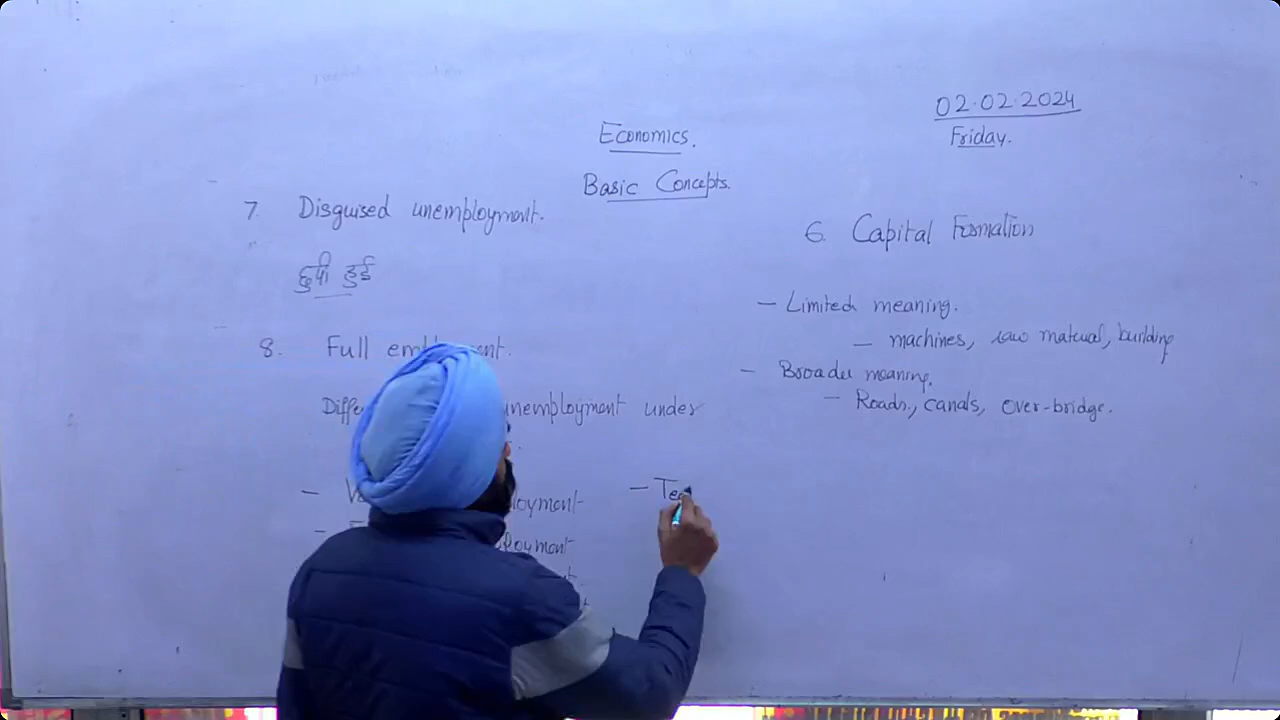 02.02.2024
Friday.
Economics.
Basic Concepts.
7. Disguised unemployment.
छुपी हुई
8. Full
unemployment under
-
-
- Tec
6. Capital Formation
- Limited meaning.
- machines, raw material, building
- Broader meaning.
- Roads, canals, over-bridge.